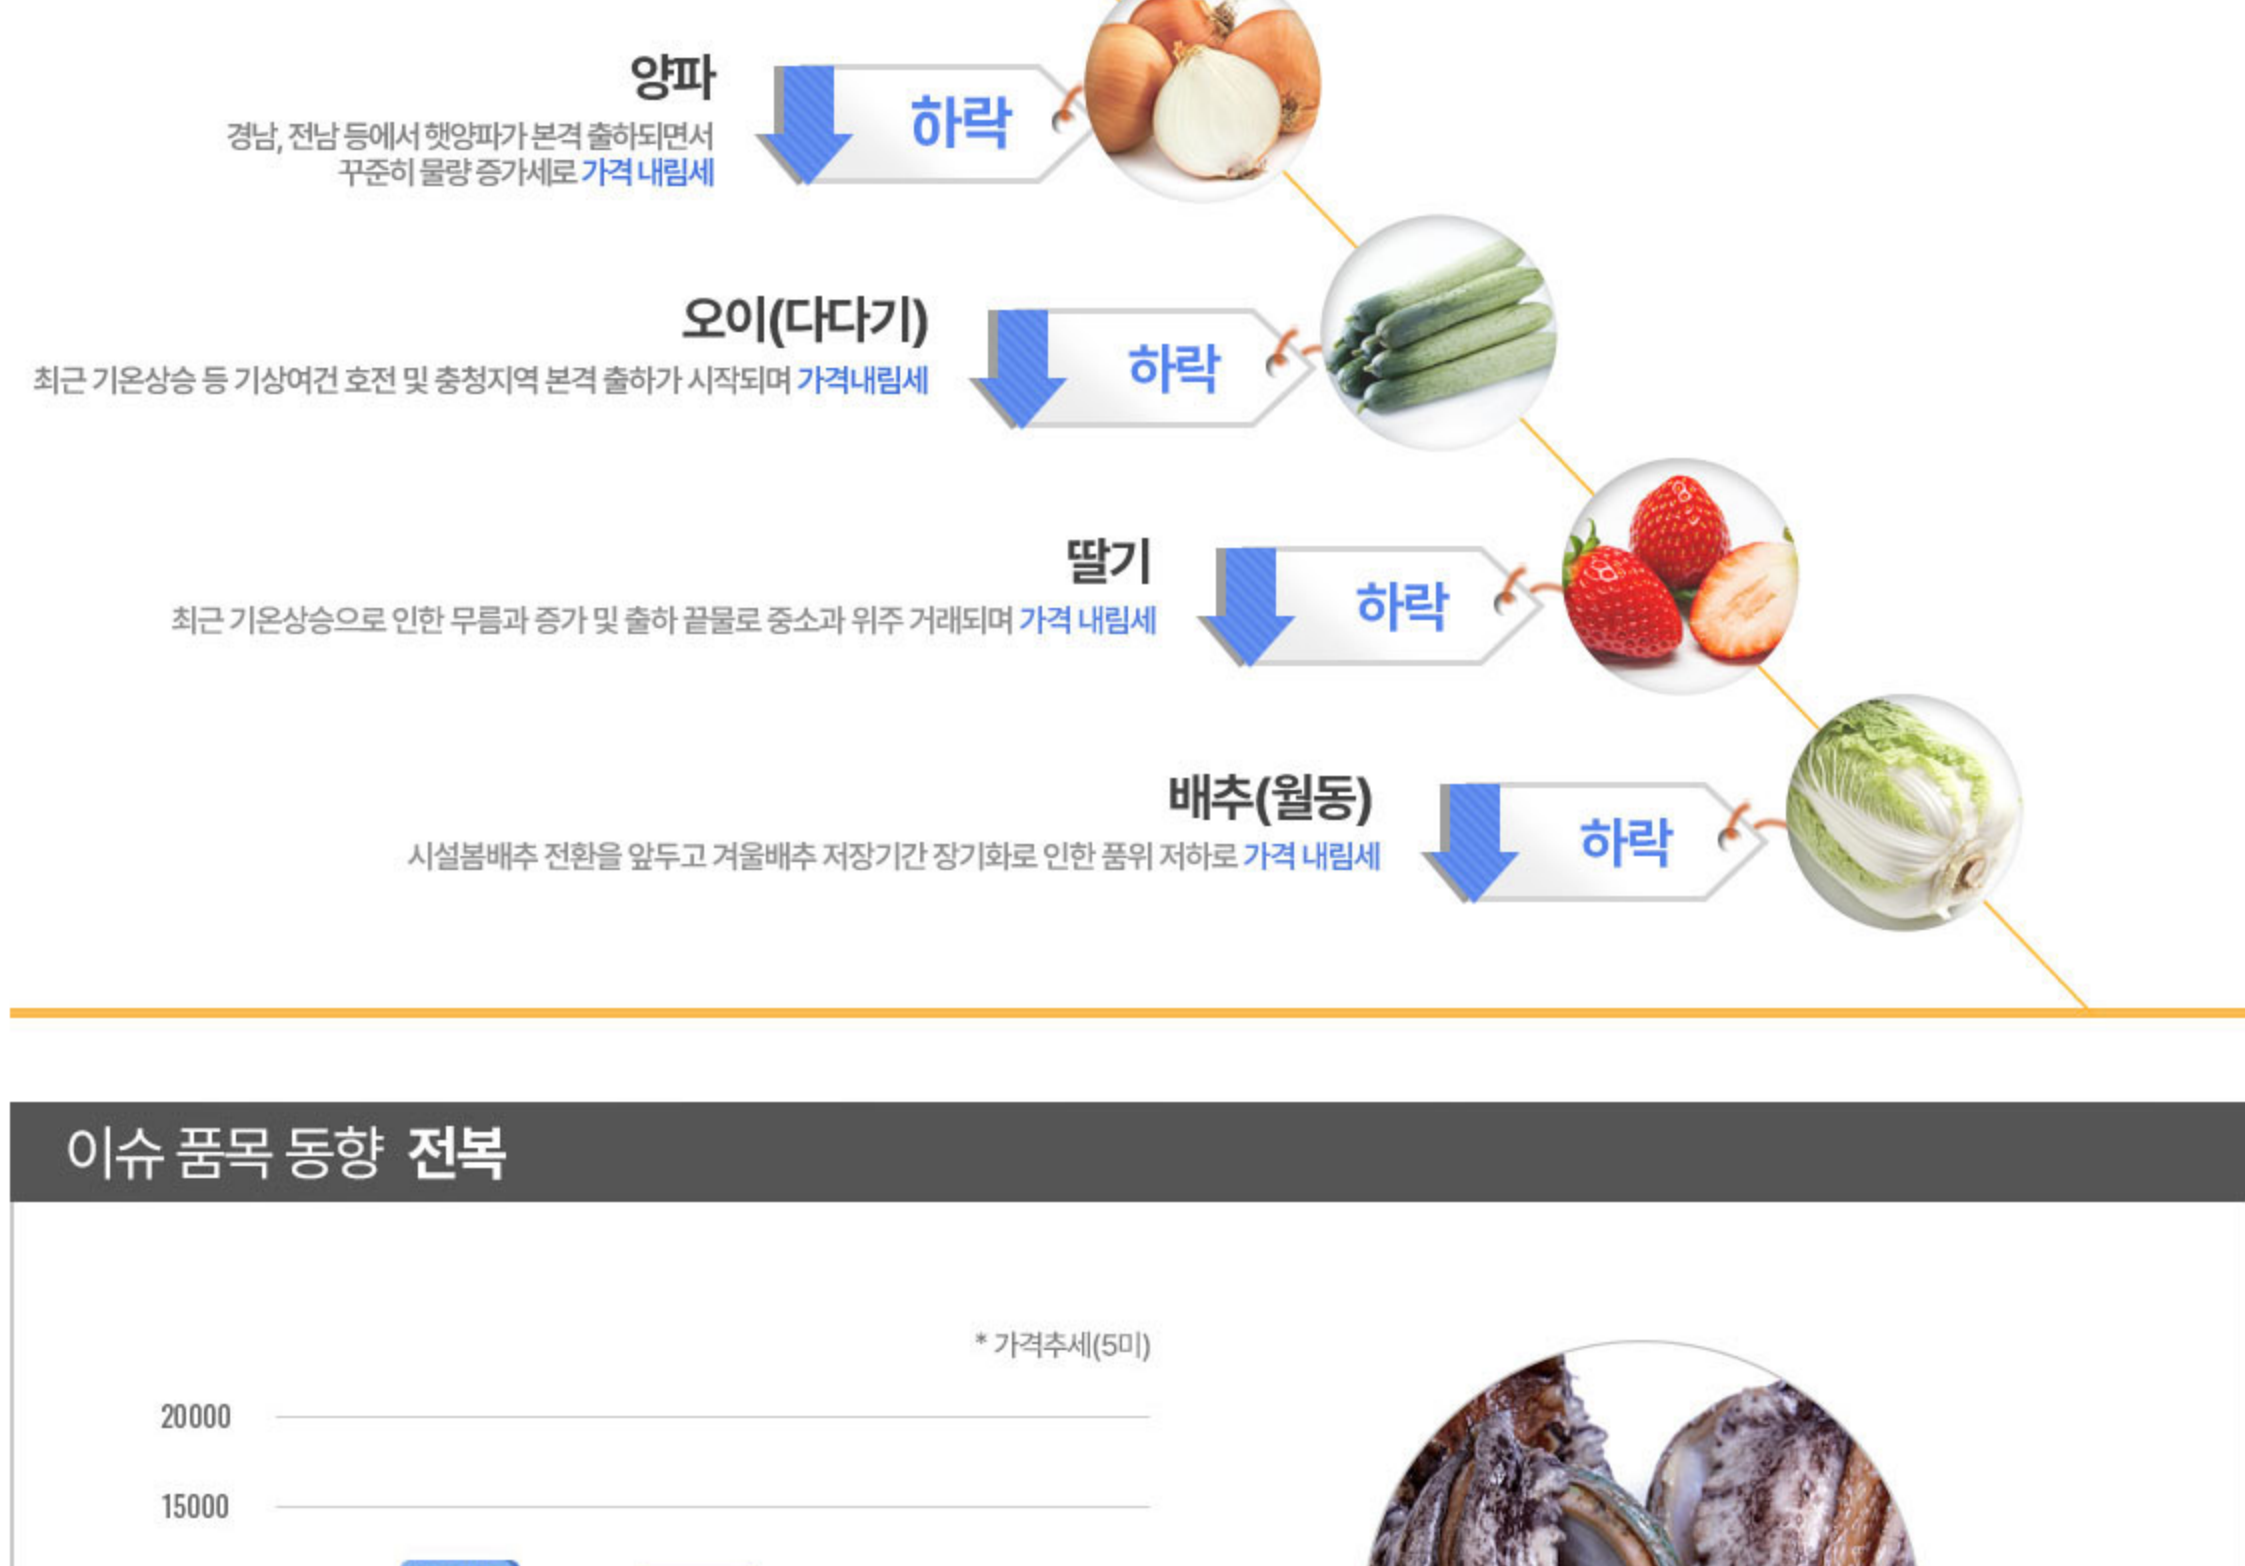 양파
하락
경남, 전남 등에서 햇양파가 본격 출하되면서
꾸준히 물량 증가세로 가격 내림세
오이(다다기)
하락
최근 기온상승 등 기상여건 호전 및 충청지역 본격 출하가 시작되며 가격내림세
딸기
하락
최근 기온상승으로 인한 무름과 증가 및 출하 끝물로 중소과 위주 거래되며 가격 내림세
배추(월동)
하락
시설봄배추 전환을 앞두고 겨울배추 저장기간 장기화로 인한 품위 저하로 가격 내림세
이슈 품목 동향 전복
* 가격추세(5미)
20000
15000